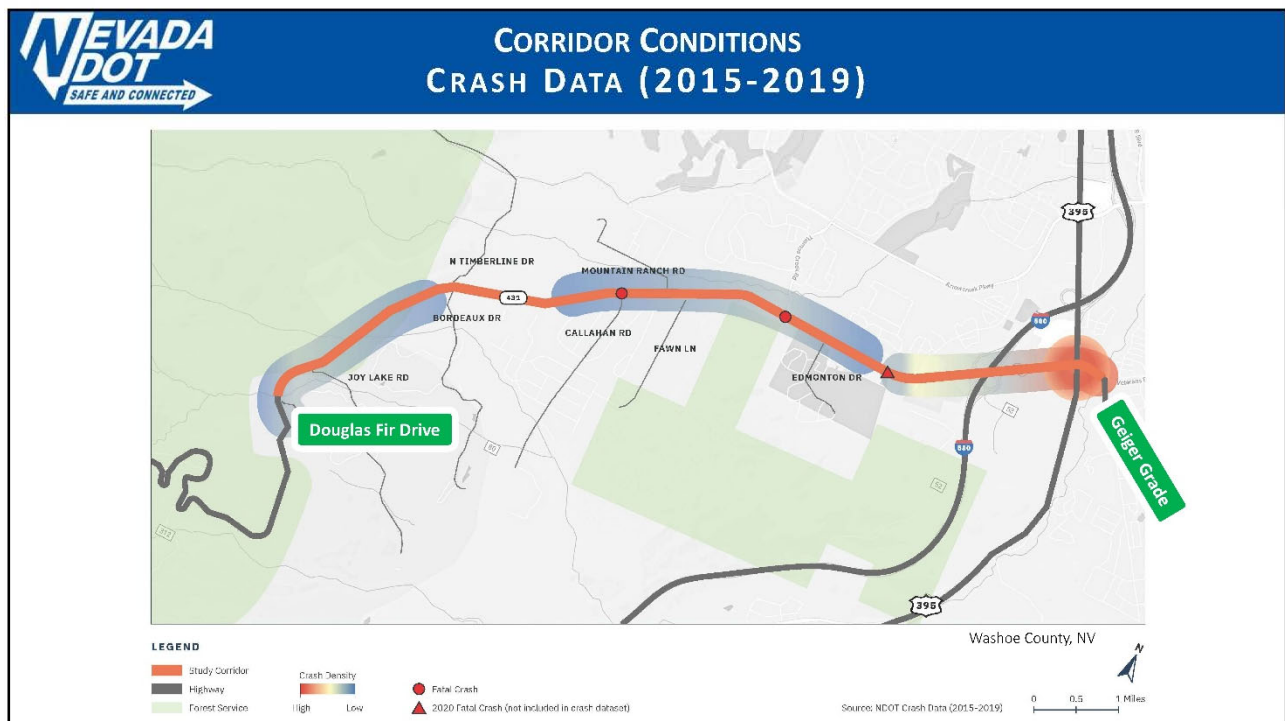 NEVADA
DOT
SAFE AND CONNECTED
CORRIDOR CONDITIONS
CRASH DATA (2015-2019)
395
N TIMBERLINE DR
MOUNTAIN RANCH RD
431
580
BORDEAUX DR
CALLAHAN RD
FAWN LN
JOY LAKE RD
EDMONTON DR
Douglas Fir Drive
Geiger Grade
580
395
Washoe County, NV
LEGEND
Study Corridor
Highway
Forest Service
Crash Density
High
Low
Fatal Crash
2020 Fatal Crash (not included in crash dataset)
Source: NDOT Crash Data (2015-2019)
N
0 0.5 1 Miles